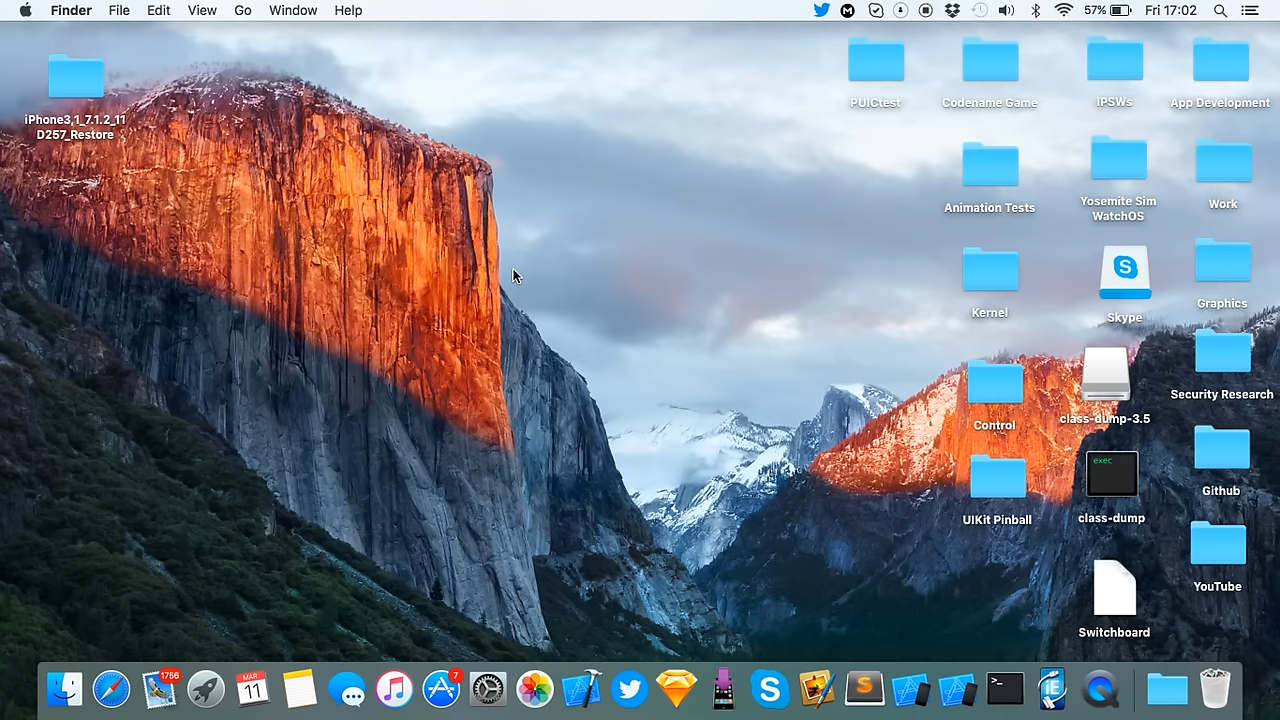 Finder File Edit View Go Window Help
57% Fri 17:02
iPhone3,1_7.1.2_11
D257_Restore
PUICtest
Codename Game
IPSWs
App Development
Animation Tests
Yosemite Sim
WatchOS
Work
Kernel
S
Skype
Graphics
Control
class-dump-3.5
Security Research
UIKit Pinball
exec
class-dump
Github
YouTube
Switchboard
1756
MAR
11
7
S
S
>_
iE